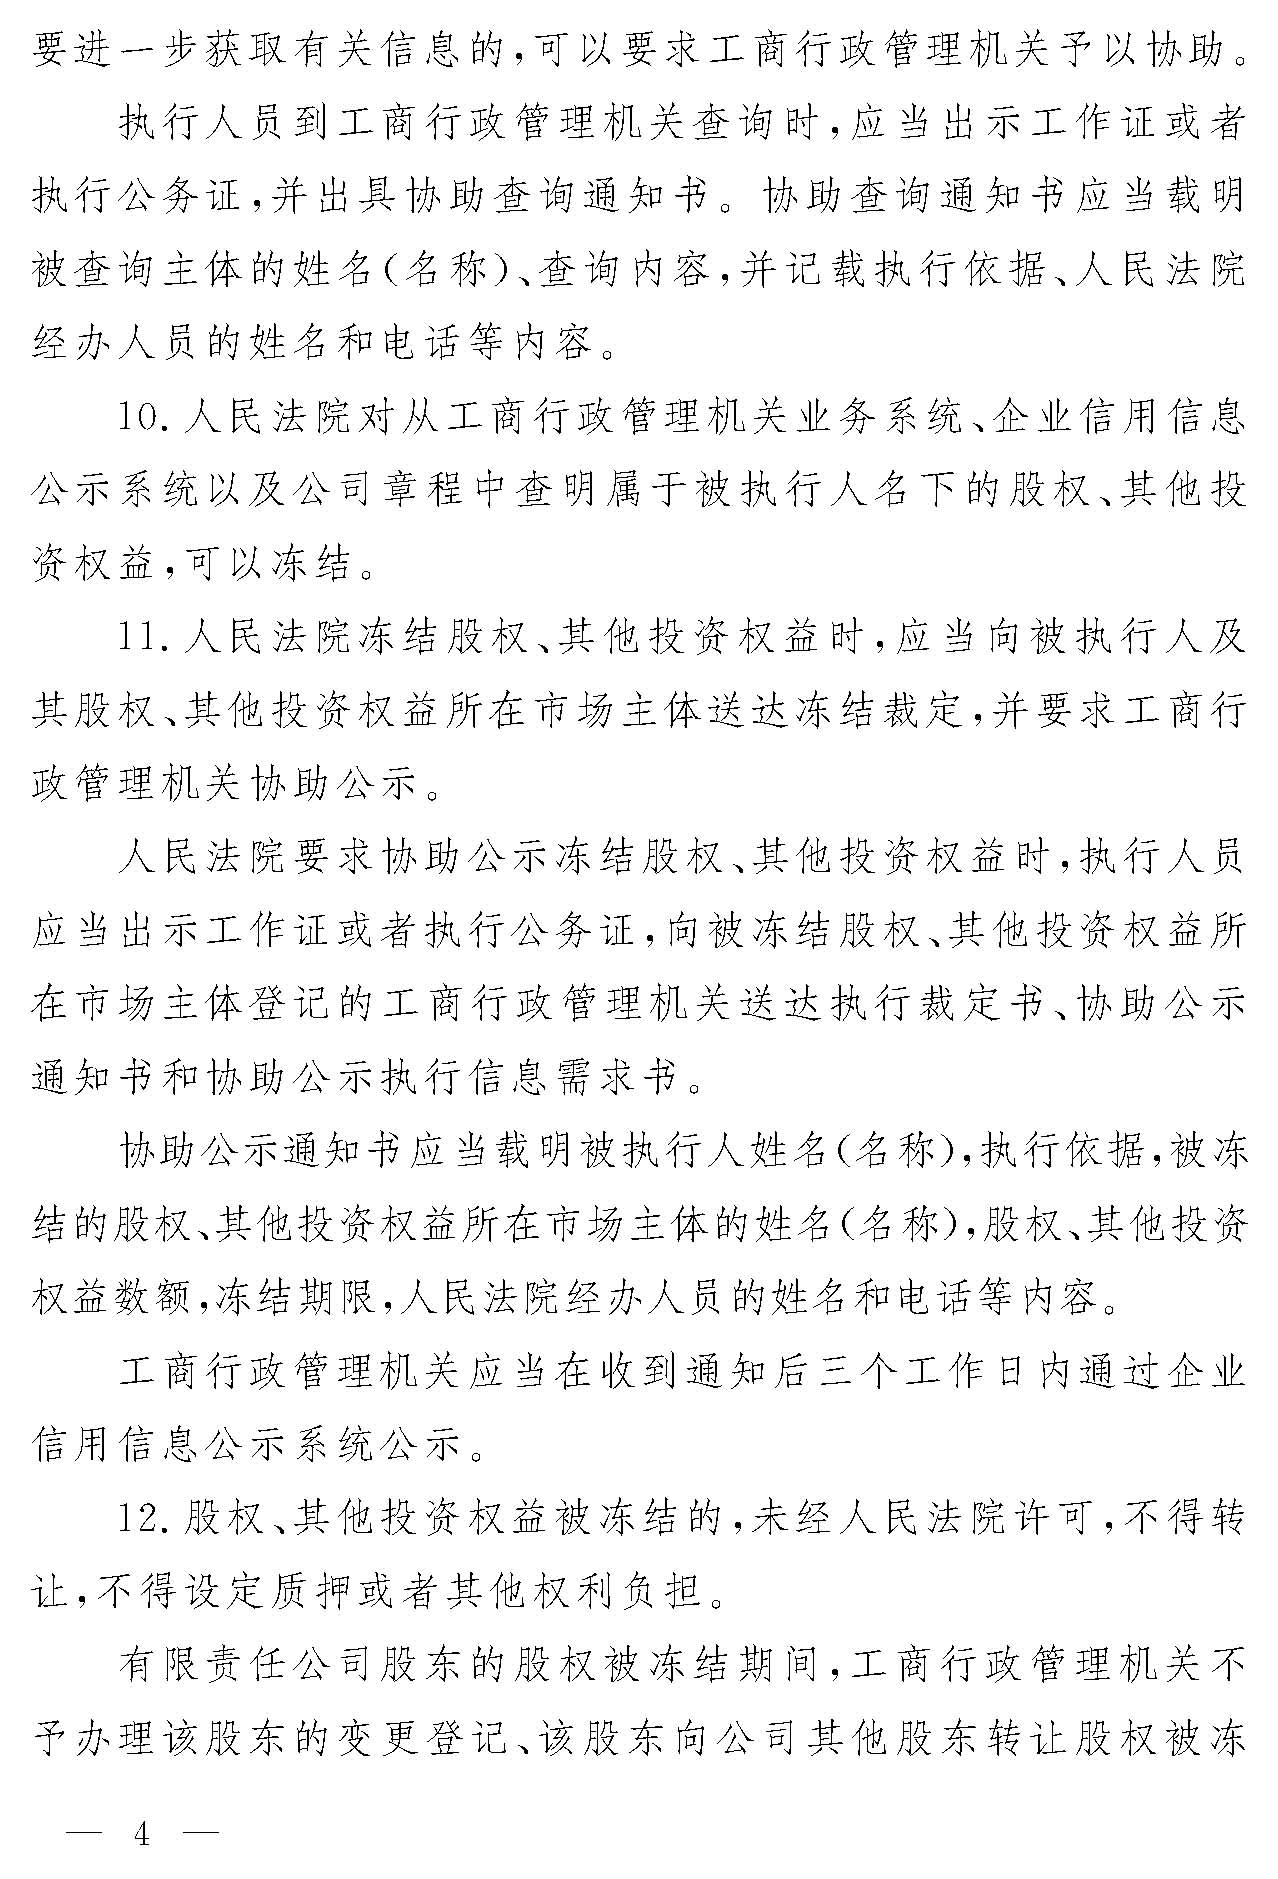 要进一步获取有关信息的,可以要求工商行政管理机关予以协助。
执行人员到工商行政管理机关查询时,应当出示工作证或者
执行公务证,并出具协助查询通知书。协助查询通知书应当载明
被查询主体的姓名(名称)、查询内容,并记载执行依据、人民法院
经办人员的姓名和电话等内容。
10. 人民法院对从工商行政管理机关业务系统、企业信用信息
公示系统以及公司章程中查明属于被执行人名下的股权、其他投
资权益,可以冻结。
11. 人民法院冻结股权、其他投资权益时,应当向被执行人及
其股权、其他投资权益所在市场主体送达冻结裁定,并要求工商行
政管理机关协助公示。
人民法院要求协助公示冻结股权、其他投资权益时,执行人员
应当出示工作证或者执行公务证,向被冻结股权、其他投资权益所
在市场主体登记的工商行政管理机关送达执行裁定书、协助公示
通知书和协助公示执行信息需求书。
协助公示通知书应当载明被执行人姓名(名称),执行依据,被冻
结的股权、其他投资权益所在市场主体的姓名(名称),股权、其他投资
权益数额,冻结期限,人民法院经办人员的姓名和电话等内容。
工商行政管理机关应当在收到通知后三个工作日内通过企业
信用信息公示系统公示。
12. 股权、其他投资权益被冻结的,未经人民法院许可,不得转
让,不得设定质押或者其他权利负担。
有限责任公司股东的股权被冻结期间,工商行政管理机关不
予办理该股东的变更登记、该股东向公司其他股东转让股权被冻
— 4 —